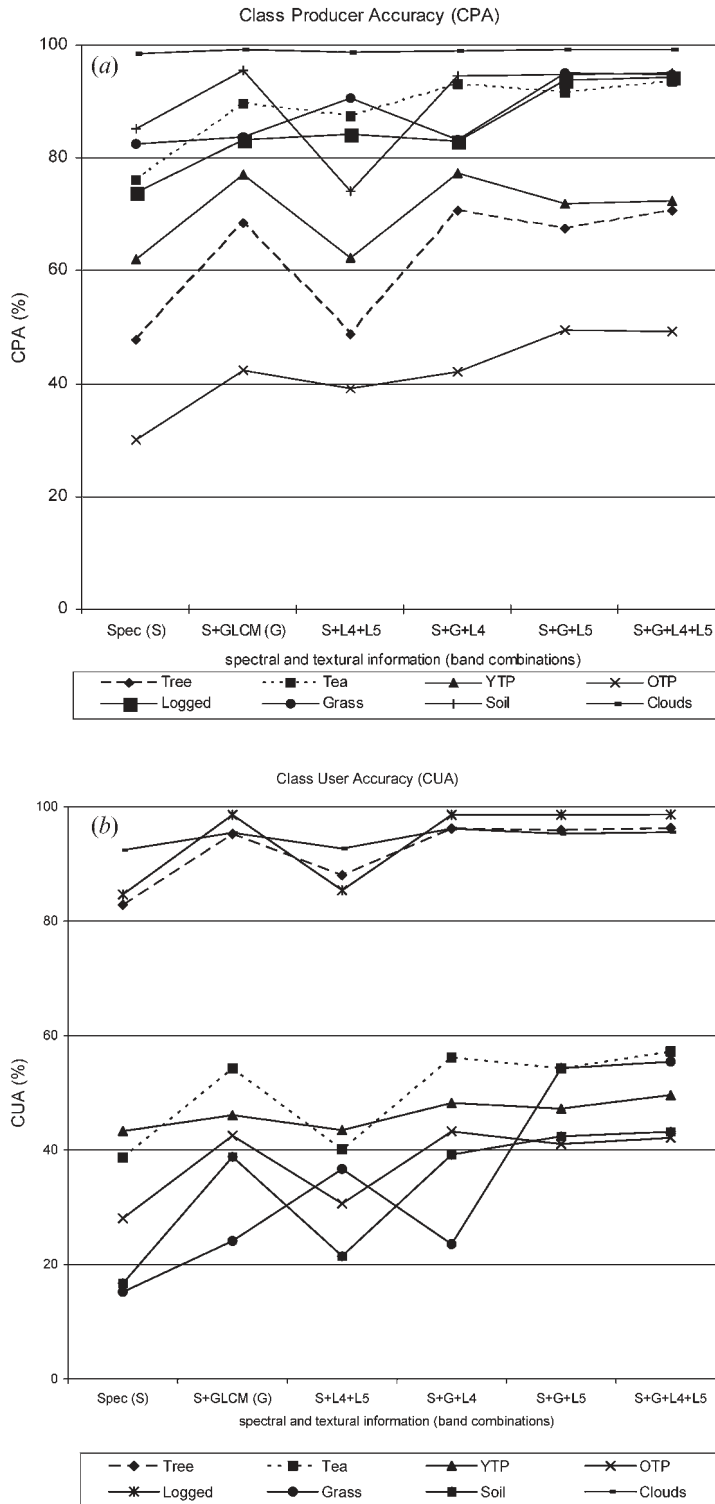 Class Producer Accuracy (CPA)
(a)
100
80
60
40
20
0
CPA (%)
Spec (S) S+GLCM (G) S+L4+L5 S+G+L4 S+G+L5 S+G+L4+L5
spectral and textural information (band combinations)
Tree Tea YTP OTP
Logged Grass Soil Clouds
Class User Accuracy (CUA)
(b)
100
80
60
40
20
0
CUA (%)
Spec (S) S+GLCM (G) S+L4+L5 S+G+L4 S+G+L5 S+G+L4+L5
spectral and textural information (band combinations)
Tree Tea YTP OTP
Logged Grass Soil Clouds